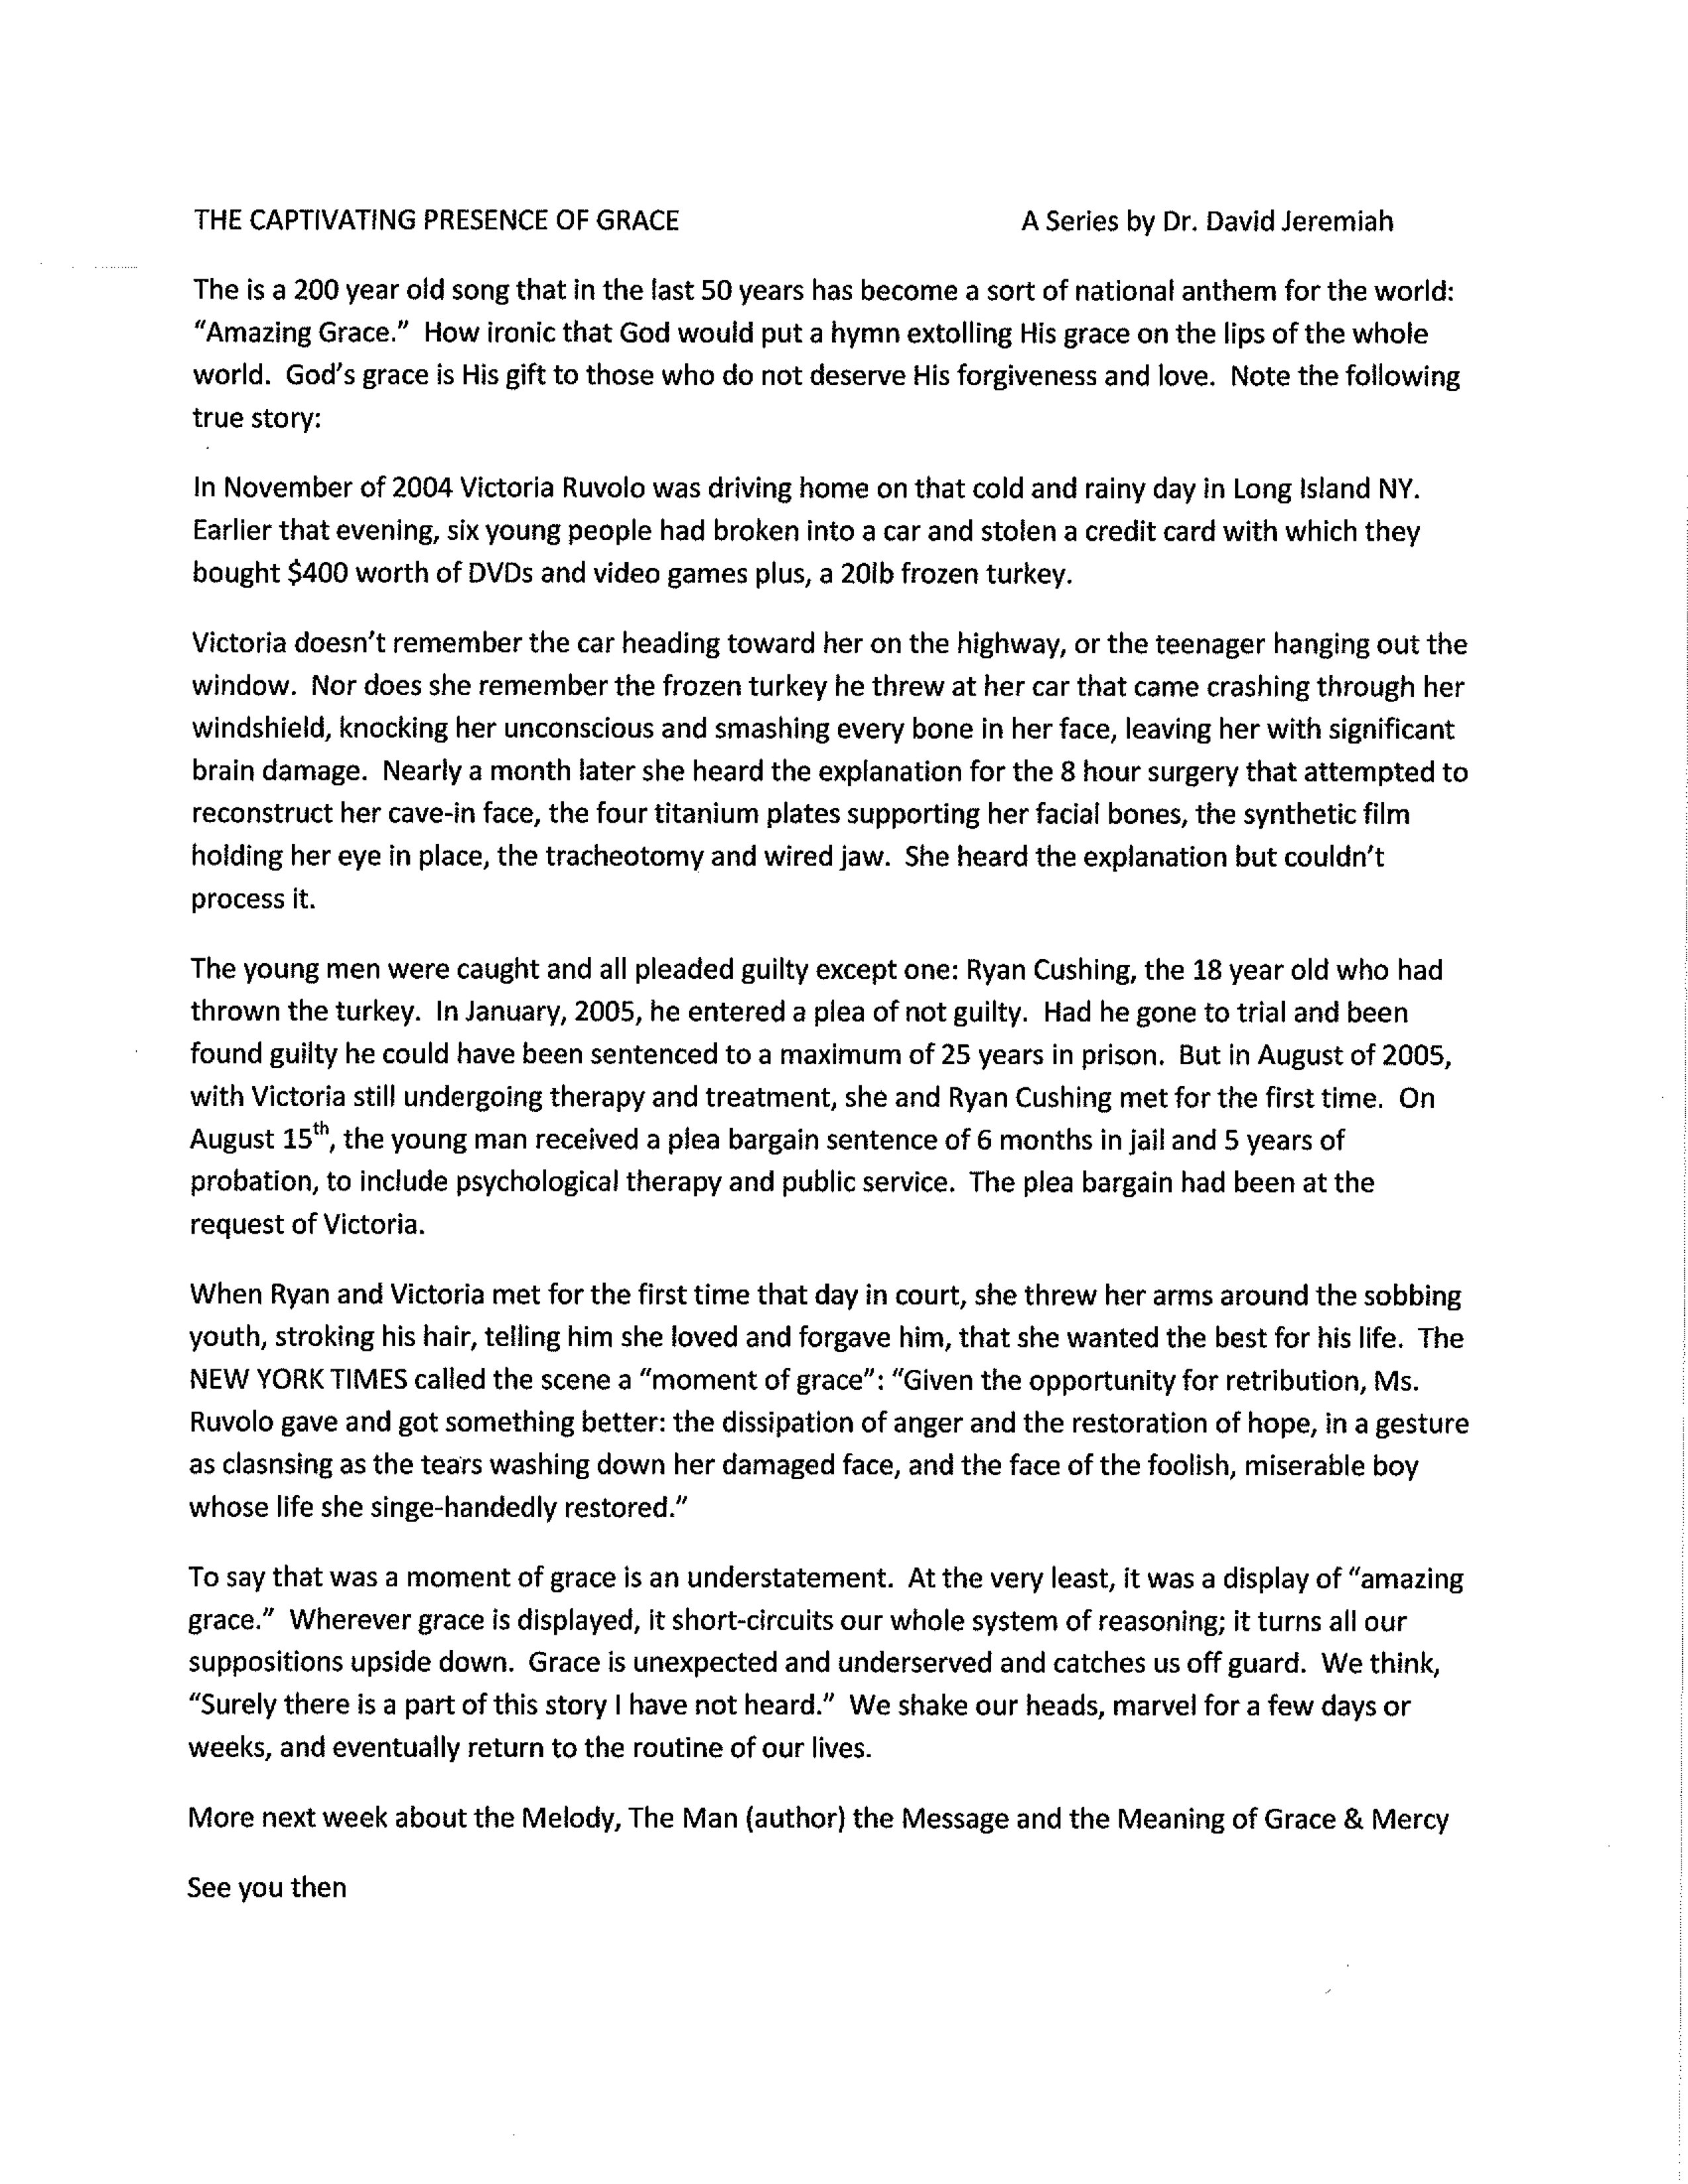 THE CAPTIVATING PRESENCE OF GRACE A Series by Dr. David Jeremiah
The is a 200 year old song that in the last 50 years has become a sort of national anthem for the world:
“Amazing Grace.” How ironic that God would put a hymn extolling His grace on the lips of the whole
world. God’s grace is His gift to those who do not deserve His forgiveness and love. Note the following
true story:
In November of 2004 Victoria Ruvolo was driving home on that cold and rainy day in Long Island NY.
Earlier that evening, six young people had broken into a car and stolen a credit card with which they
bought $400 worth of DVDs and video games plus, a 20lb frozen turkey.
Victoria doesn’t remember the car heading toward her on the highway, or the teenager hanging out the
window. Nor does she remember the frozen turkey he threw at her car that came crashing through her
windshield, knocking her unconscious and smashing every bone in her face, leaving her with significant
brain damage. Nearly a month later she heard the explanation for the 8 hour surgery that attempted to
reconstruct her cave-in face, the four titanium plates supporting her facial bones, the synthetic film
holding her eye in place, the tracheotomy and wired jaw. She heard the explanation but couldn’t
process it.
The young men were caught and all pleaded guilty except one: Ryan Cushing, the 18 year old who had
thrown the turkey. In January, 2005, he entered a plea of not guilty. Had he gone to trial and been
found guilty he could have been sentenced to a maximum of 25 years in prison. But in August of 2005,
with Victoria still undergoing therapy and treatment, she and Ryan Cushing met for the first time. On
August 15th, the young man received a plea bargain sentence of 6 months in jail and 5 years of
probation, to include psychological therapy and public service. The plea bargain had been at the
request of Victoria.
When Ryan and Victoria met for the first time that day in court, she threw her arms around the sobbing
youth, stroking his hair, telling him she loved and forgave him, that she wanted the best for his life. The
NEW YORK TIMES called the scene a “moment of grace”: “Given the opportunity for retribution, Ms.
Ruvolo gave and got something better: the dissipation of anger and the restoration of hope, in a gesture
as clasnsing as the tears washing down her damaged face, and the face of the foolish, miserable boy
whose life she singe-handedly restored.”
To say that was a moment of grace is an understatement. At the very least, it was a display of “amazing
grace.” Wherever grace is displayed, it short-circuits our whole system of reasoning; it turns all our
suppositions upside down. Grace is unexpected and underserved and catches us off guard. We think,
“Surely there is a part of this story I have not heard.” We shake our heads, marvel for a few days or
weeks, and eventually return to the routine of our lives.
More next week about the Melody, The Man (author) the Message and the Meaning of Grace & Mercy
See you then